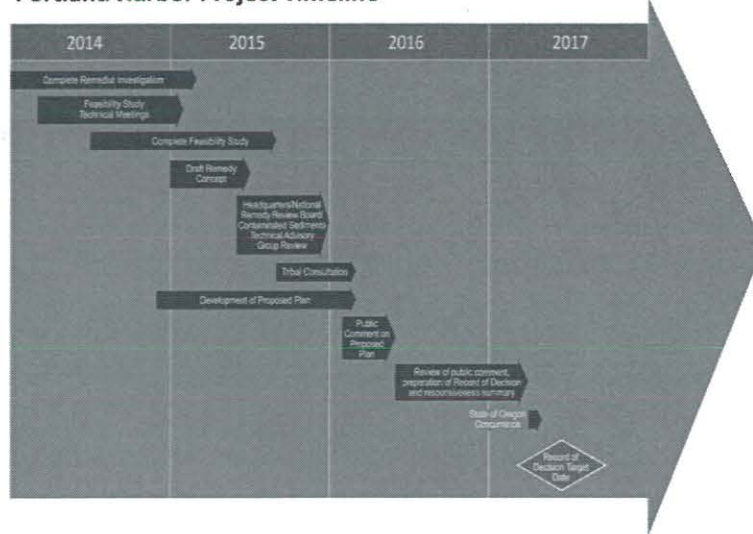 Portland Harbor Project Timeline
2014
2015
2016
2017
Complete Remedial Investigation
Feasibility Study
Technical Meetings
Complete Feasibility Study
Draft Remedy
Concept
Headquarters/National
Remedy Review Board/
Contaminated Sediments
Technical Advisory
Group Review
Tribal Consultation
Development of Proposed Plan
Public
Comment on
Proposed
Plan
Review of public comment,
preparation of Record of Decision
and responsiveness summary
State of Oregon
Concurrence
Record of
Decision Target
Date